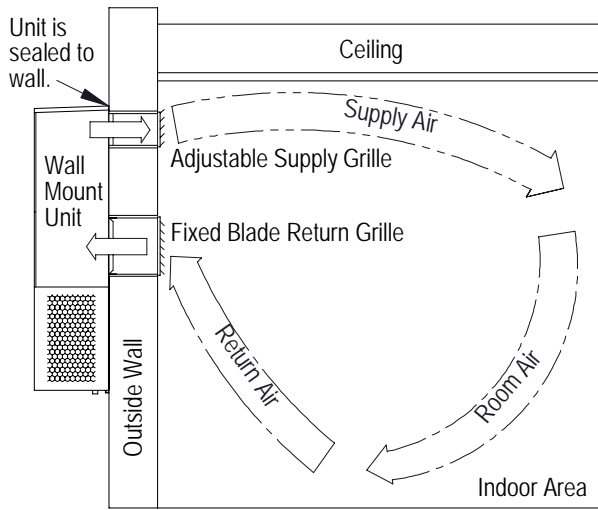 Unit is
sealed to
wall.
Ceiling
Supply Air
Adjustable Supply Grille
Wall
Mount
Unit
Fixed Blade Return Grille
Return Air
Room Air
Outside Wall
Indoor Area